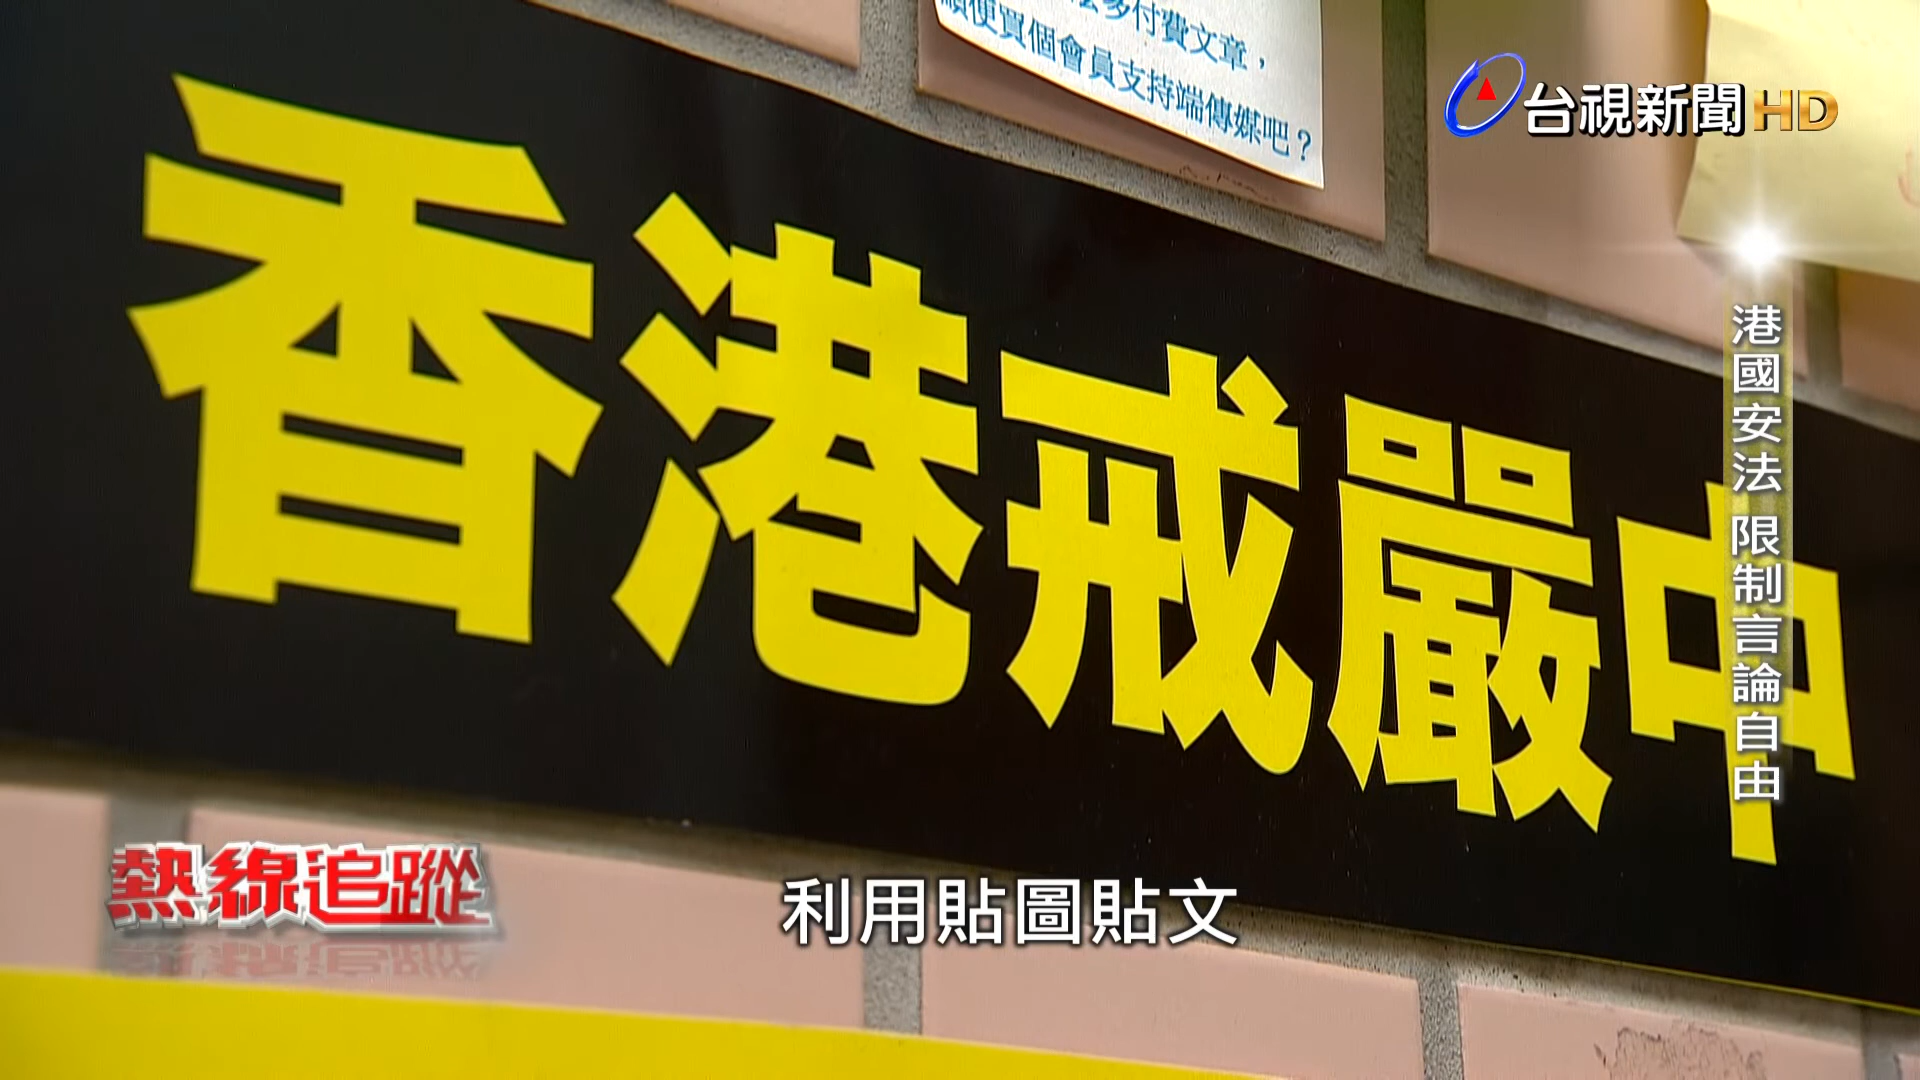 付費文章，
順便買個會員支持端傳媒吧？
台視新聞HD
香港戒嚴中
港國安法 限制言論自由
熱線追蹤
利用貼圖貼文